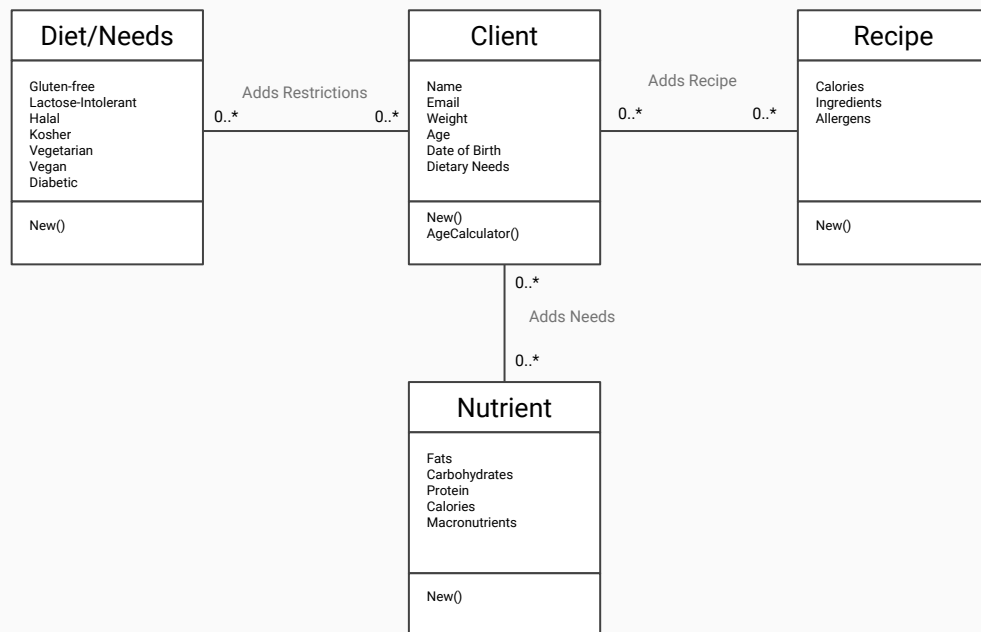 Diet/Needs
Gluten-free
Lactose-Intolerant
Halal
Kosher
Vegetarian
Vegan
Diabetic
New()
Adds Restrictions
0..*
0..*
Client
Name
Email
Weight
Age
Date of Birth
Dietary Needs
New()
AgeCalculator()
Adds Recipe
0..*
0..*
Recipe
Calories
Ingredients
Allergens
New()
0..*
Adds Needs
0..*
Nutrient
Fats
Carbohydrates
Protein
Calories
Macronutrients
New()